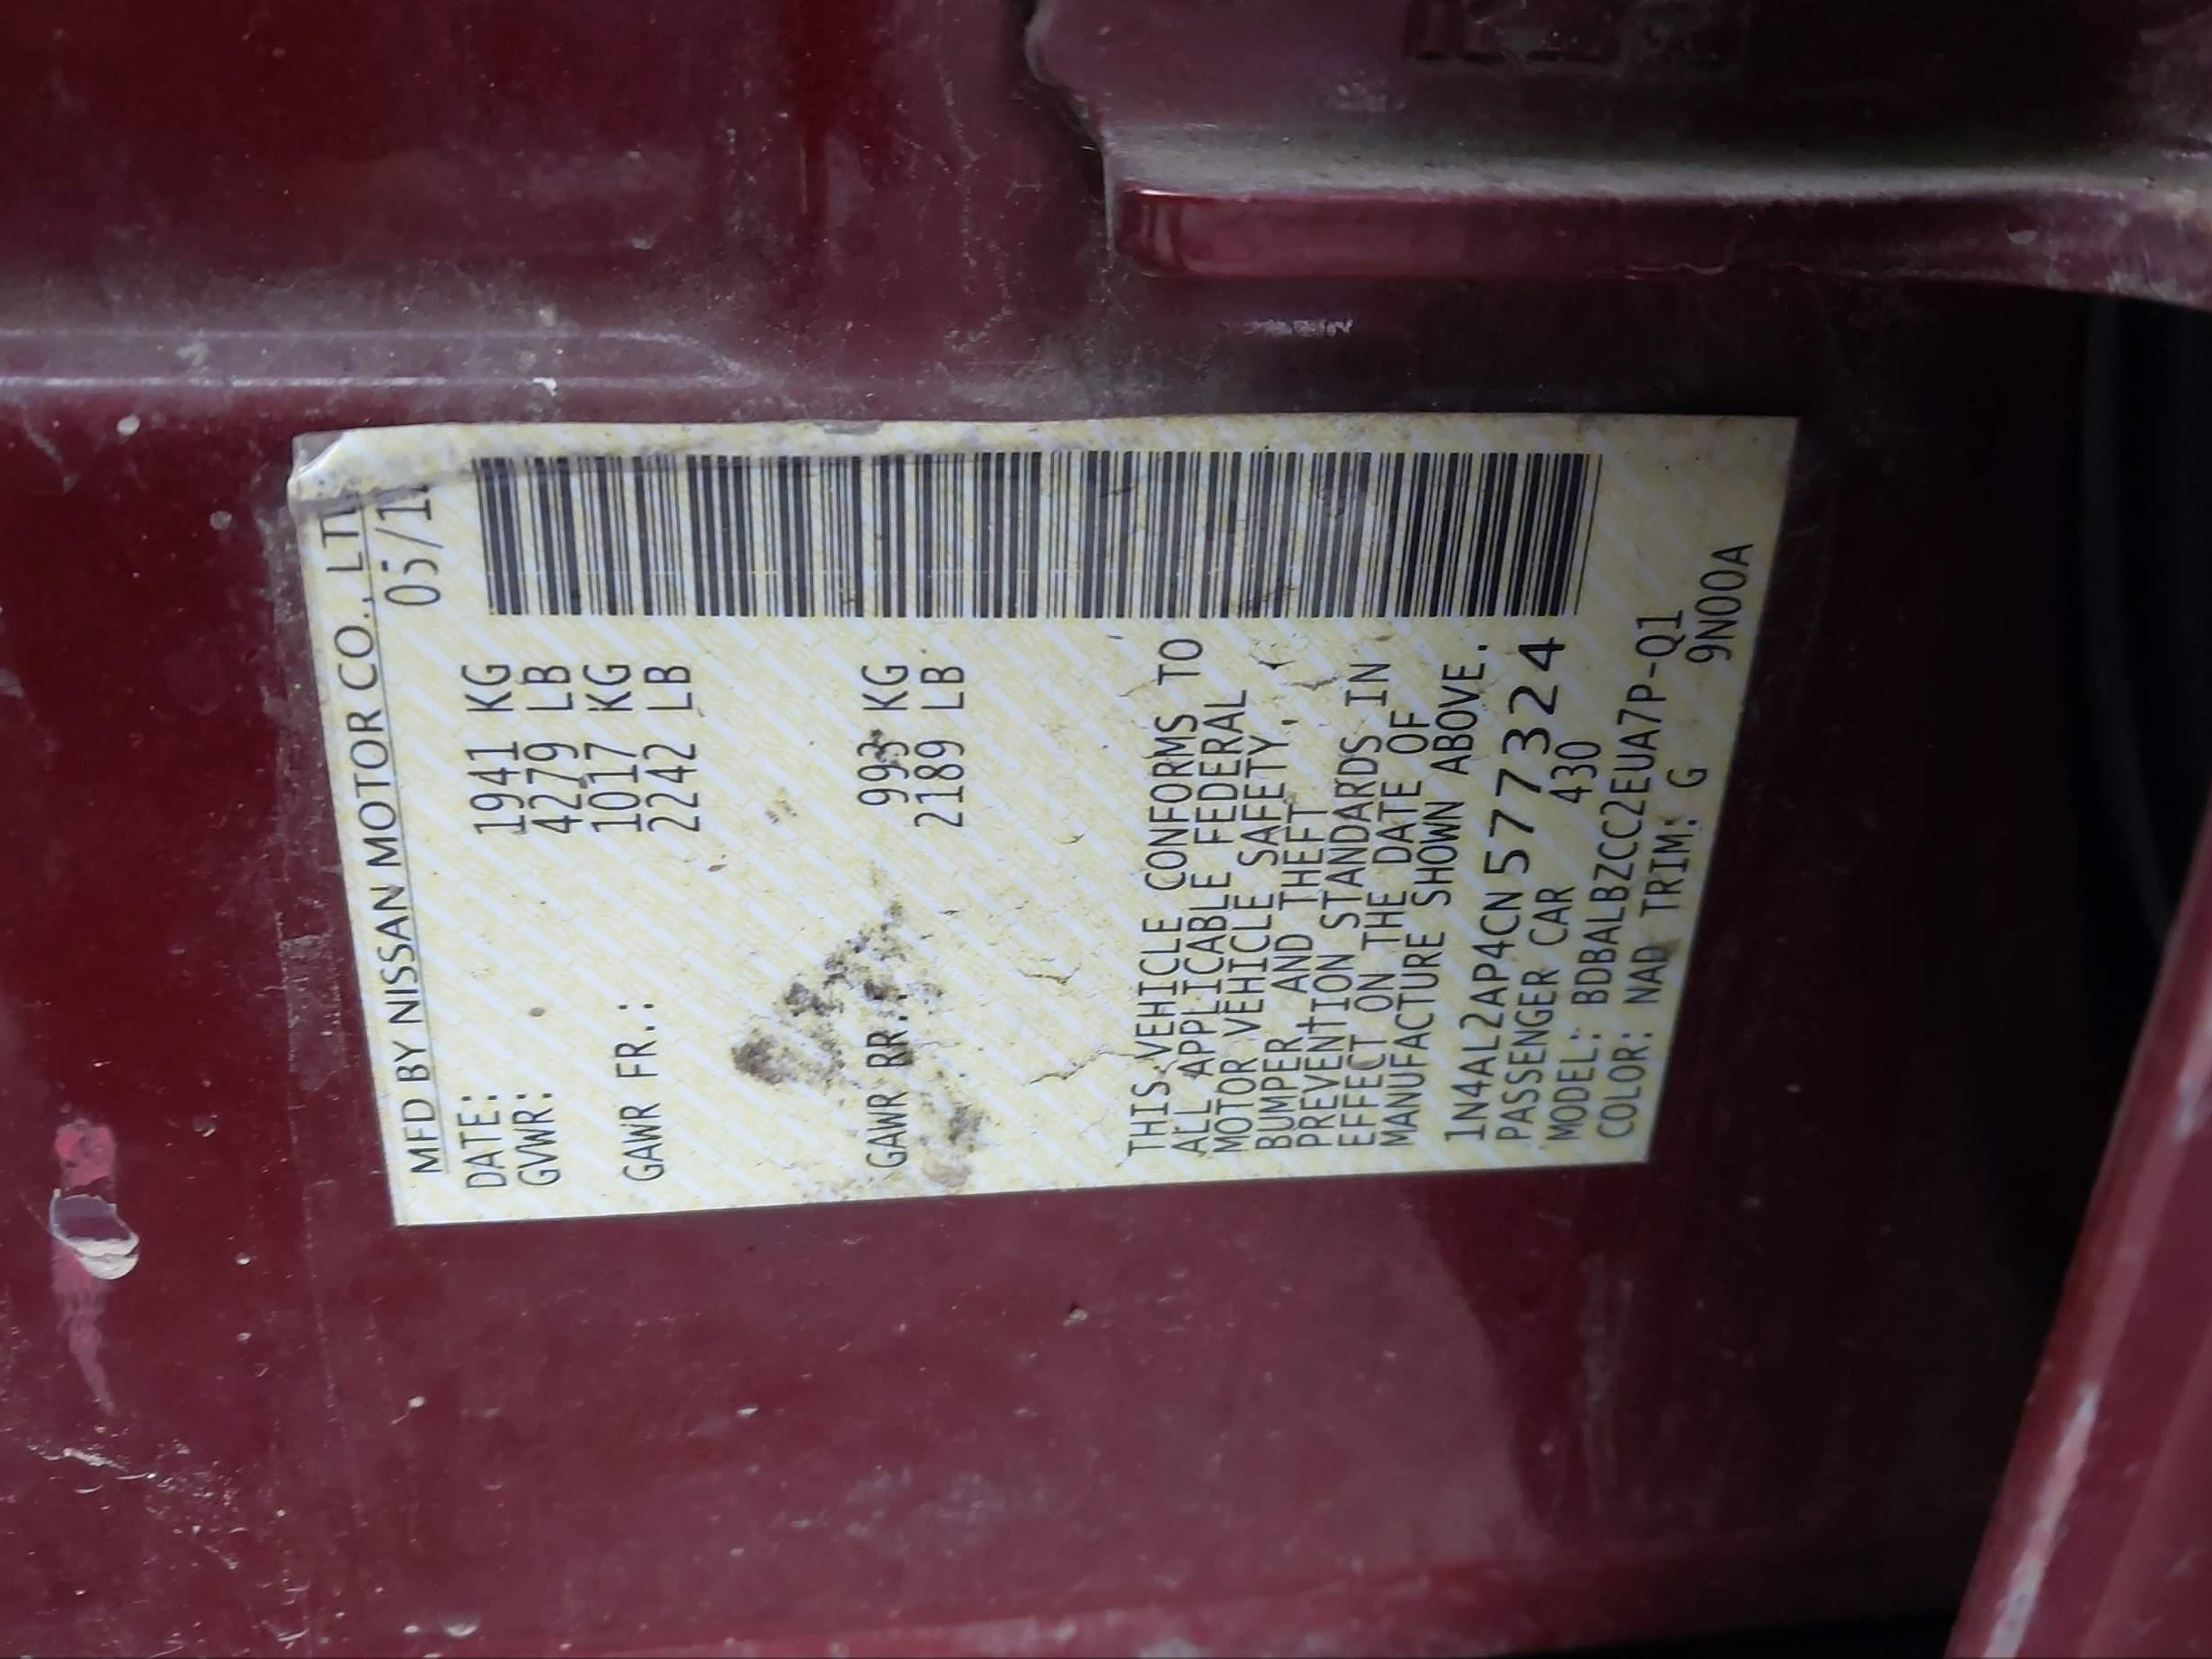 MFD BY NISSAN MOTOR CO., LTD
DATE: 05/12
GVWR: 1941 KG
4279 LB
GAWR FR.: 1017 KG
2242 LB
GAWR RR.: 993 KG
2189 LB
THIS VEHICLE CONFORMS TO
ALL APPLICABLE FEDERAL
MOTOR VEHICLE SAFETY,
BUMPER AND THEFT
PREVENTION STANDARDS IN
EFFECT ON THE DATE OF
MANUFACTURE SHOWN ABOVE.
1N4AL2AP4CN577324
PASSENGER CAR 430
MODEL: BDBALBZCC2EUA7P-Q1
COLOR: NAD TRIM: G 9N00A